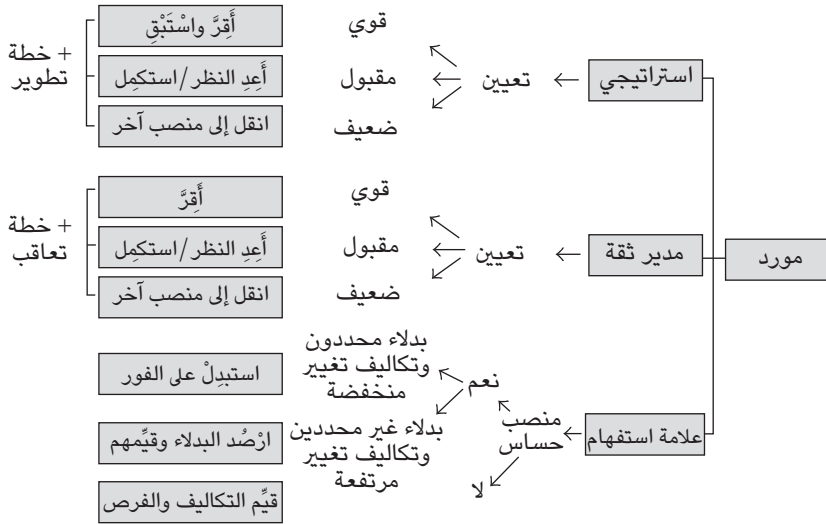 مورد
استراتيجي
تعيين
قوي
أَقِرَّ واسْتَبْقِ
مقبول
أَعِدِ النظر/استكمِل
ضعيف
انقل إلى منصب آخر
+ خطة
تطوير
مدير ثقة
تعيين
قوي
أَقِرَّ
مقبول
أَعِدِ النظر/استكمِل
ضعيف
انقل إلى منصب آخر
+ خطة
تعاقب
علامة استفهام
منصب
حساس
نعم
بدلاء محددون
وتكاليف تغيير
منخفضة
استبدِلْ على الفور
بدلاء غير محددين
وتكاليف تغيير
مرتفعة
ارْصُد البدلاء وقيِّمهم
لا
قيِّم التكاليف والفرص